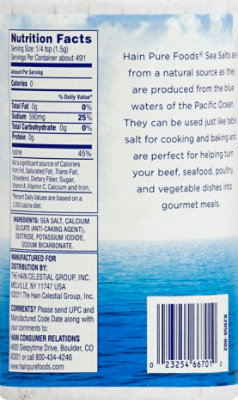 Nutrition Facts
Serving Size: 1/4 tsp (1.5g)
Servings Per Container about 491
Amount Per Serving
Calories 0
% Daily Value*
Total Fat 0g 0%
Sodium 590mg 25%
Total Carbohydrate 0g 0%
Protein 0g
Iodine 45%
Not a significant source of Calories
from Fat, Saturated Fat, Trans Fat,
Cholesterol, Dietary Fiber, Sugar,
Vitamin A, Vitamin C, Calcium and Iron.
*Percent Daily Values are based on a
2,000 calorie diet.
INGREDIENTS: SEA SALT, CALCIUM
SILICATE (ANTI-CAKING AGENT),
DEXTROSE, POTASSIUM IODIDE,
SODIUM BICARBONATE.
MANUFACTURED FOR
DISTRIBUTION BY:
THE HAIN CELESTIAL GROUP, INC.
MELVILLE, NY 11747 USA
©2011 The Hain Celestial Group, Inc.
COMMENTS? Please send UPC and
Manufactured Code Date along with
your comments to:
HAIN CONSUMER RELATIONS
4600 Sleepytime Drive, Boulder, CO
80301 or call 800-434-4246
www.hainpurefoods.com
Hain Pure Foods® Sea Salts are
from a natural source as they
are produced from the blue
waters of the Pacific Ocean.
They can be used just like table
salt for cooking and baking and
are perfect for helping turn
your beef, seafood, poultry,
and vegetable dishes into
gourmet meals.
0 23254 66701 0